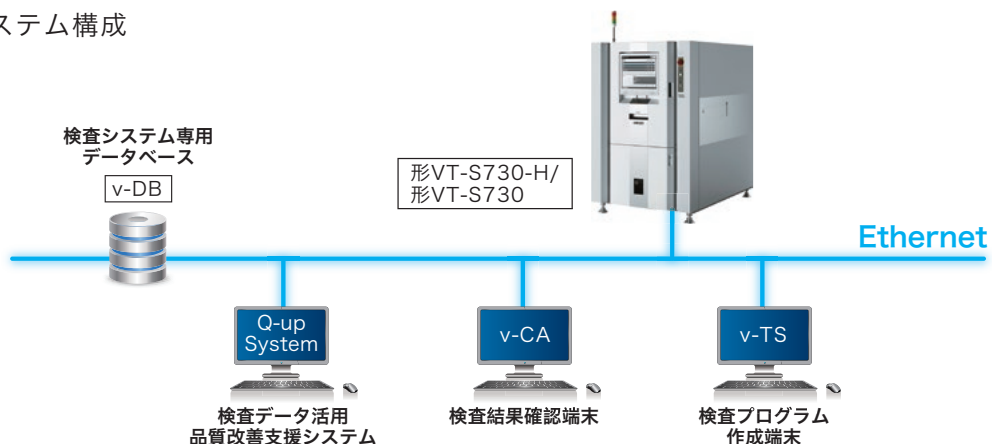 ステム構成
検査システム専用
データベース
v-DB
形VT-S730-H/
形VT-S730
Ethernet
Q-up
System
v-CA
v-TS
検査データ活用
品質改善支援システム
検査結果確認端末
検査プログラム
作成端末